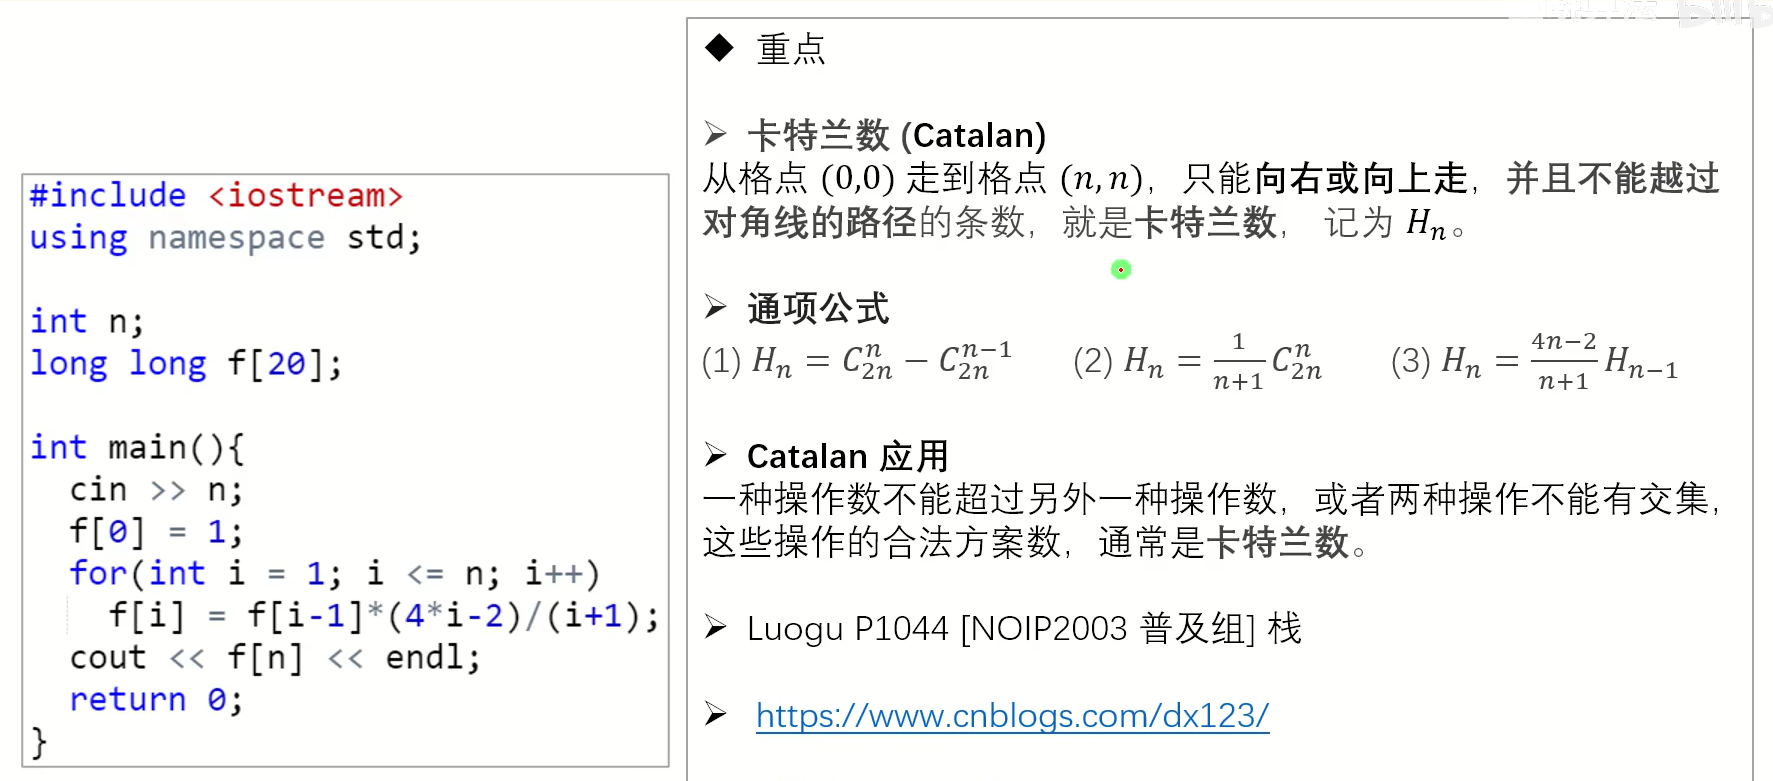 #include <iostream>
using namespace std;
int n;
long long f[20];
int main(){
cin >> n;
f[0] = 1;
for(int i = 1; i <= n; i++)
f[i] = f[i-1]*(4*i-2)/(i+1);
cout << f[n] << endl;
return 0;
}
◆ 重点
➢ 卡特兰数 (Catalan)
从格点 (0,0) 走到格点 (n,n)，只能向右或向上走，并且不能越过
对角线的路径的条数，就是卡特兰数， 记为 H_n。
➢ 通项公式
(1) H_n = C_{2n}^{n} − C_{2n}^{n−1} (2) H_n = \frac{1}{n+1} C_{2n}^{n} (3) H_n = \frac{4n−2}{n+1} H_{n−1}
➢ Catalan 应用
一种操作数不能超过另外一种操作数，或者两种操作不能有交集，
这些操作的合法方案数，通常是卡特兰数。
➢ Luogu P1044 [NOIP2003 普及组] 栈
➢ https://www.cnblogs.com/dx123/